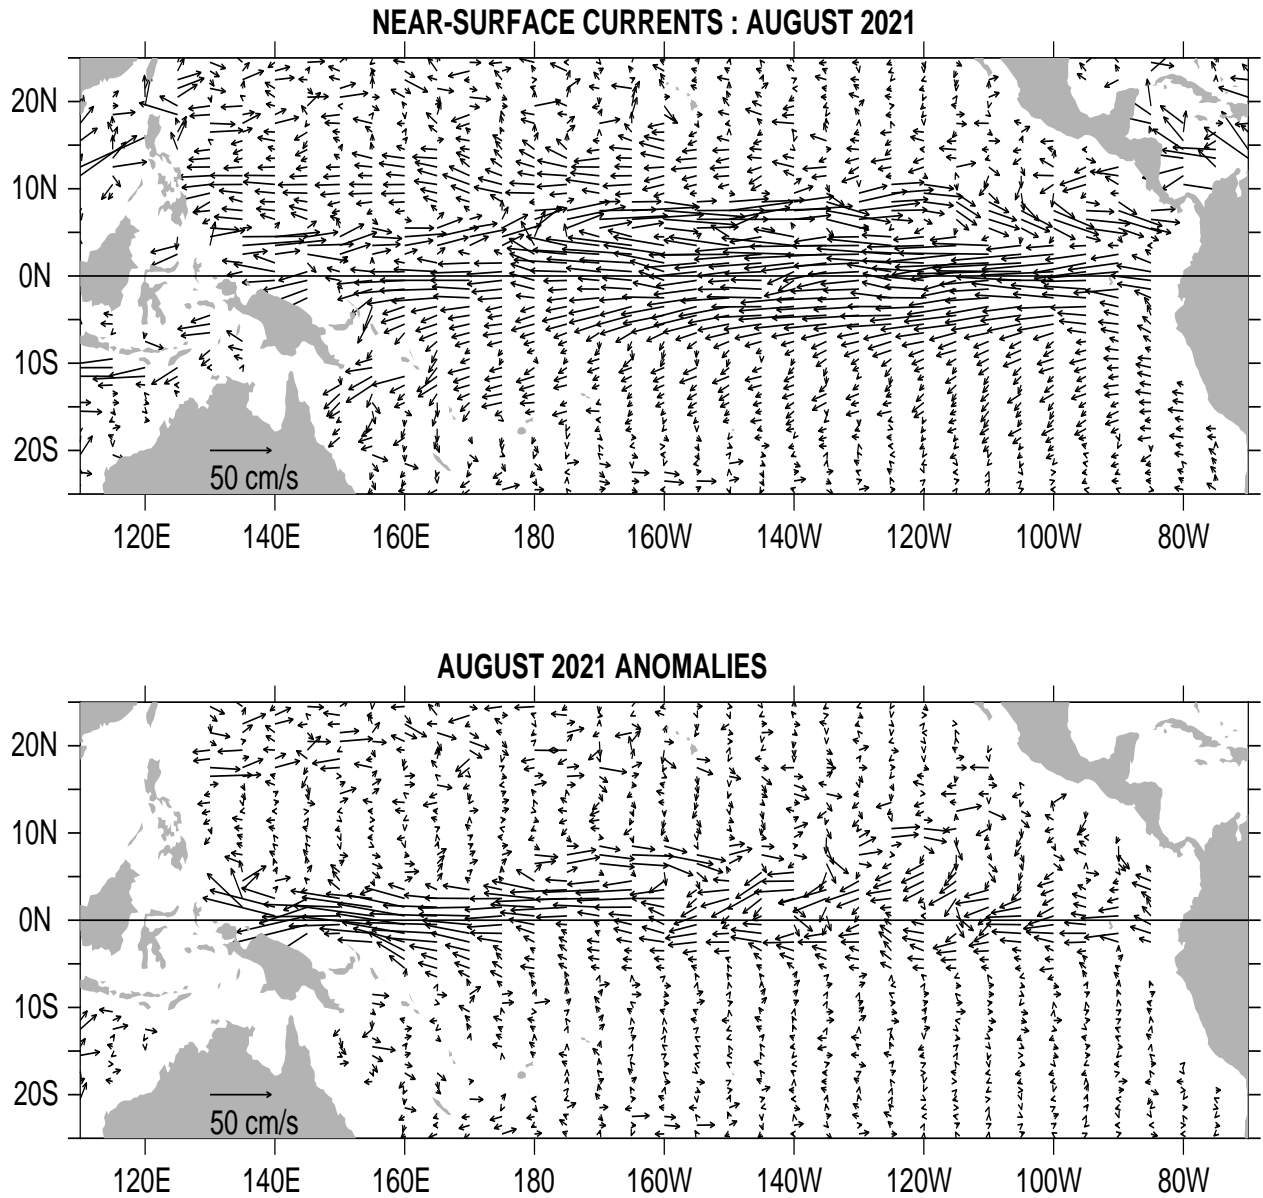 NEAR-SURFACE CURRENTS : AUGUST 2021
20N
10N
0N
10S
20S
50 cm/s
120E 140E 160E 180 160W 140W 120W 100W 80W
AUGUST 2021 ANOMALIES
20N
10N
0N
10S
20S
50 cm/s
120E 140E 160E 180 160W 140W 120W 100W 80W